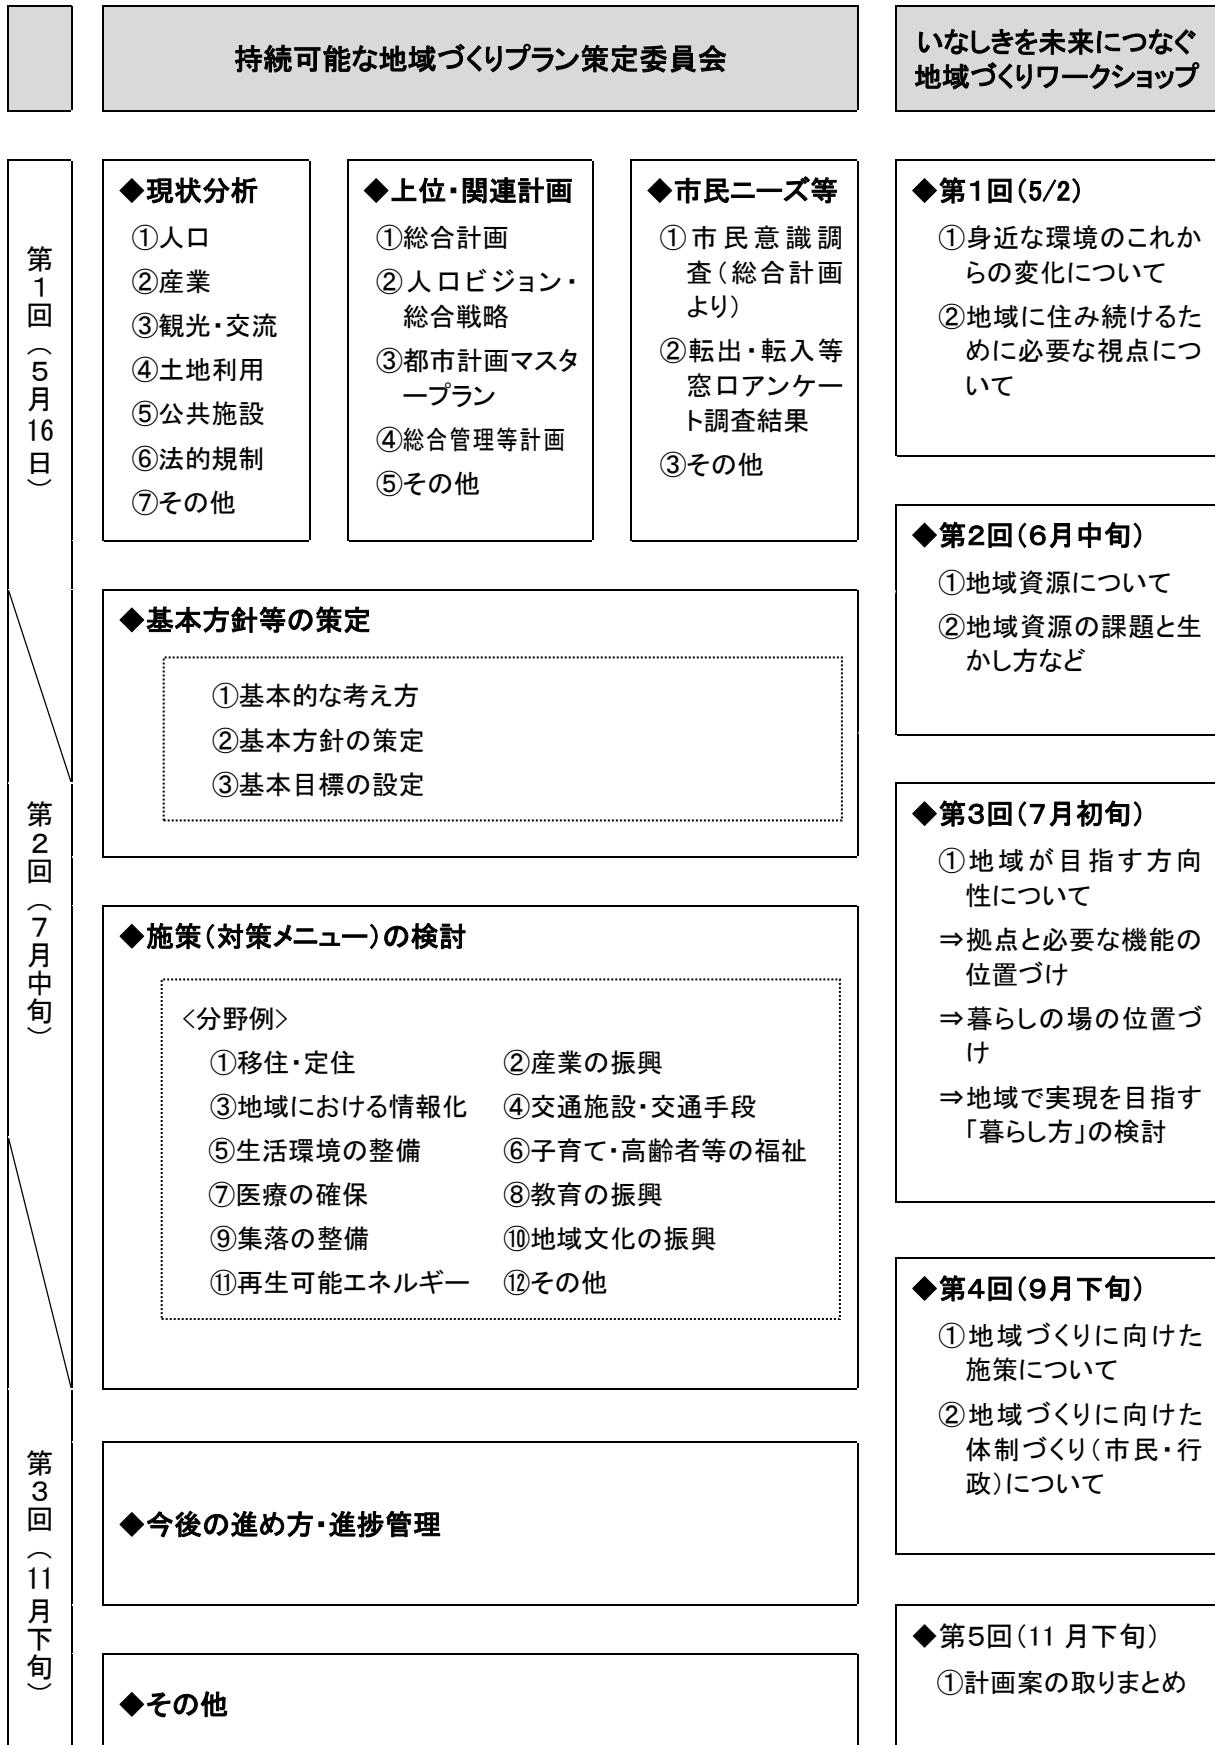 持続可能な地域づくりプラン策定委員会
いなしきを未来につなぐ
地域づくりワークショップ
第1回（5月16日）
◆現状分析
①人口
②産業
③観光・交流
④土地利用
⑤公共施設
⑥法的規制
⑦その他
◆上位・関連計画
①総合計画
②人口ビジョン・
総合戦略
③都市計画マスタ
ープラン
④総合管理等計画
⑤その他
◆市民ニーズ等
①市民意識調
査（総合計画
より）
②転出・転入等
窓口アンケー
ト調査結果
③その他
◆第1回（5/2）
①身近な環境のこれか
らの変化について
②地域に住み続けるた
めに必要な視点につ
いて
◆第2回（6月中旬）
①地域資源について
②地域資源の課題と生
かし方など
◆基本方針等の策定
①基本的な考え方
②基本方針の策定
③基本目標の設定
第2回（7月中旬）
◆第3回（7月初旬）
①地域が目指す方向
性について
⇒拠点と必要な機能の
位置づけ
⇒暮らしの場の位置づ
け
⇒地域で実現を目指す
「暮らし方」の検討
◆施策（対策メニュー）の検討
<分野例>
①移住・定住 ②産業の振興
③地域における情報化 ④交通施設・交通手段
⑤生活環境の整備 ⑥子育て・高齢者等の福祉
⑦医療の確保 ⑧教育の振興
⑨集落の整備 ⑩地域文化の振興
⑪再生可能エネルギー ⑫その他
◆第4回（9月下旬）
①地域づくりに向けた
施策について
②地域づくりに向けた
体制づくり（市民・行
政）について
第3回（11月下旬）
◆今後の進め方・進捗管理
◆その他
◆第5回（11月下旬）
①計画案の取りまとめ